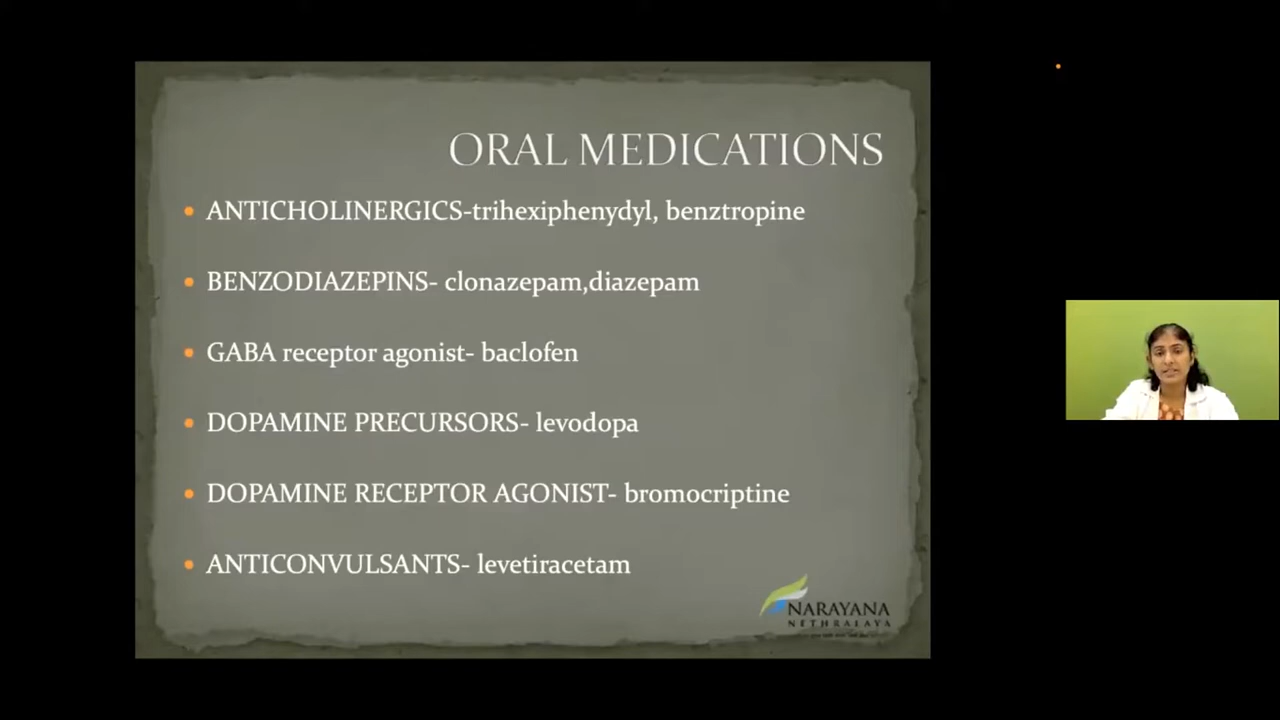 ORAL MEDICATIONS
• ANTICHOLINERGICS-trihexiphenydyl, benztropine
• BENZODIAZEPINS- clonazepam,diazepam
• GABA receptor agonist- baclofen
• DOPAMINE PRECURSORS- levodopa
• DOPAMINE RECEPTOR AGONIST- bromocriptine
• ANTICONVULSANTS- levetiracetam
NARAYANA
NETHRALAYA